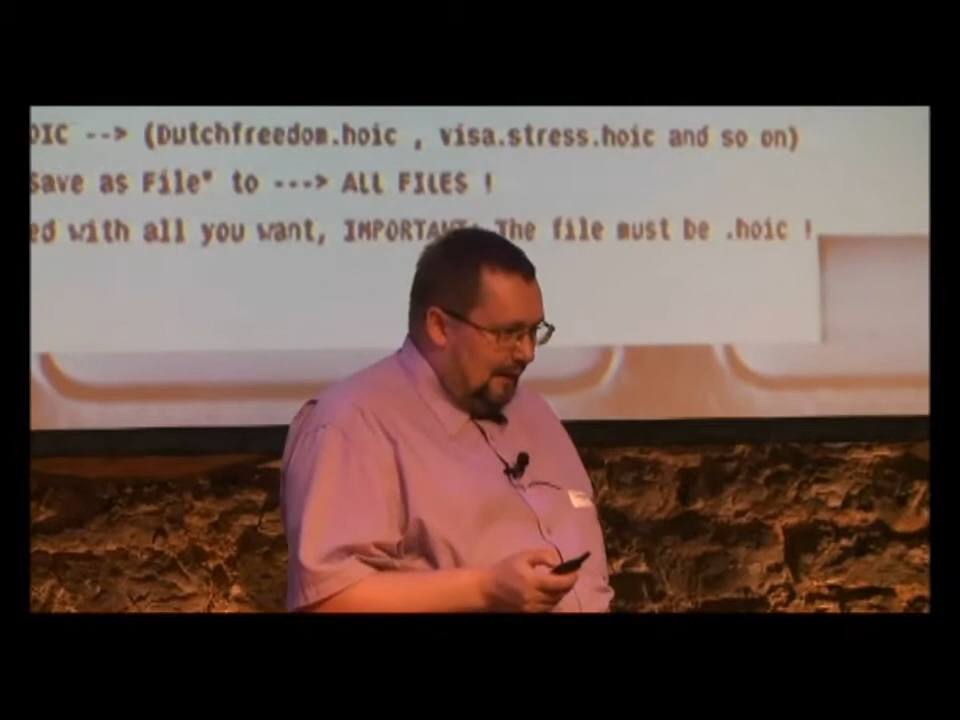 OIC --> (Dutchfreedom.hoic , visa.stress.hoic and so on)
Save as File" to ---> ALL FILES !
ed with all you want, IMPORTANT: The file must be .hoic !